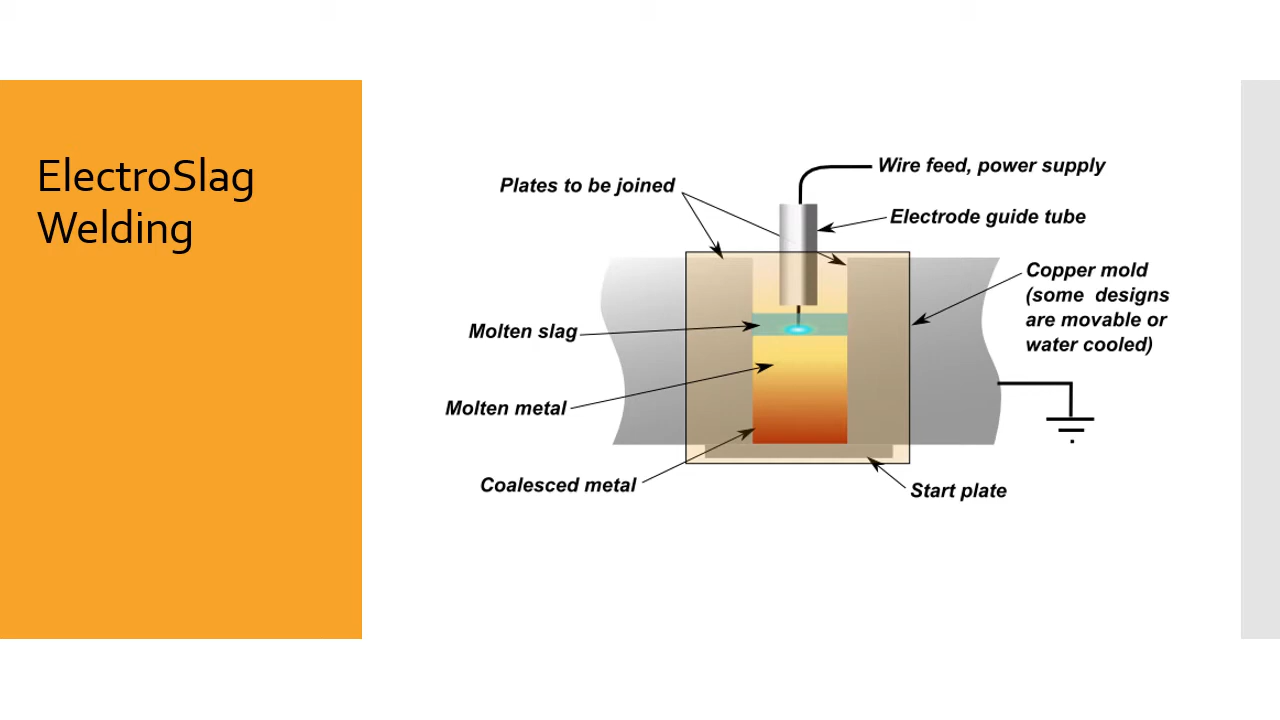 ElectroSlag
Welding
Wire feed, power supply
Plates to be joined
Electrode guide tube
Copper mold
(some designs
are movable or
water cooled)
Molten slag
Molten metal
Coalesced metal
Start plate